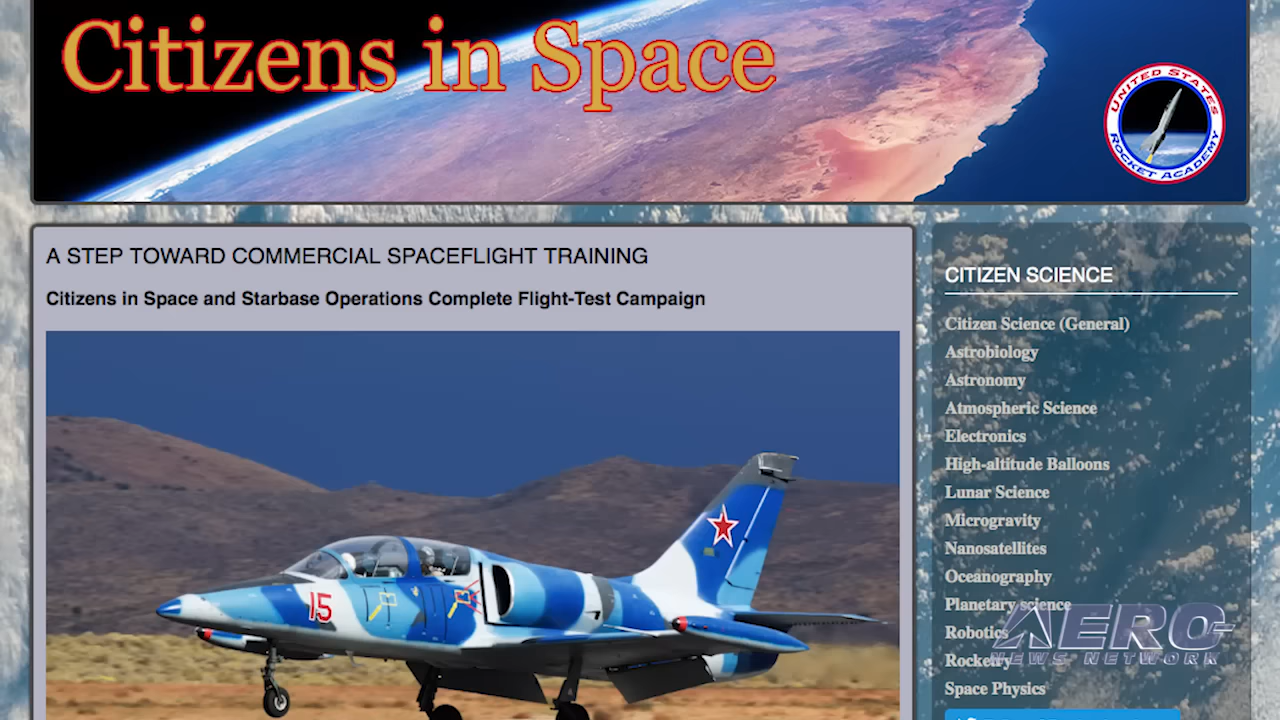 Citizens in Space
UNITED STATES
ROCKET ACADEMY
A STEP TOWARD COMMERCIAL SPACEFLIGHT TRAINING
Citizens in Space and Starbase Operations Complete Flight-Test Campaign
15
CITIZEN SCIENCE
Citizen Science (General)
Astrobiology
Astronomy
Atmospheric Science
Electronics
High-altitude Balloons
Lunar Science
Microgravity
Nanosatellites
Oceanography
Planetary science
Robotics
Rocketry
Space Physics
AERO-
NEWS NETWORK